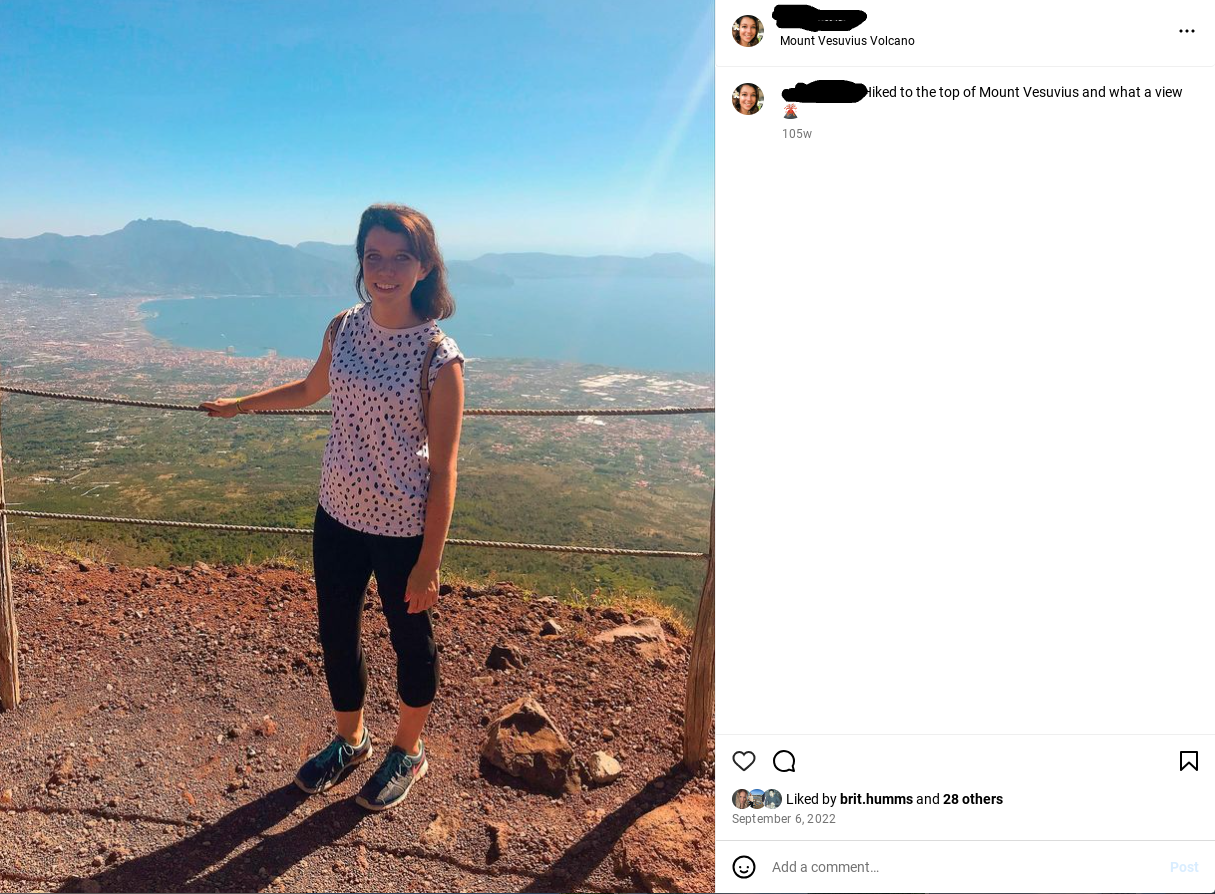 Mount Vesuvius Volcano
Hiked to the top of Mount Vesuvius and what a view
🌋
105w
Liked by brit.humms and 28 others
September 6, 2022
Add a comment...
Post